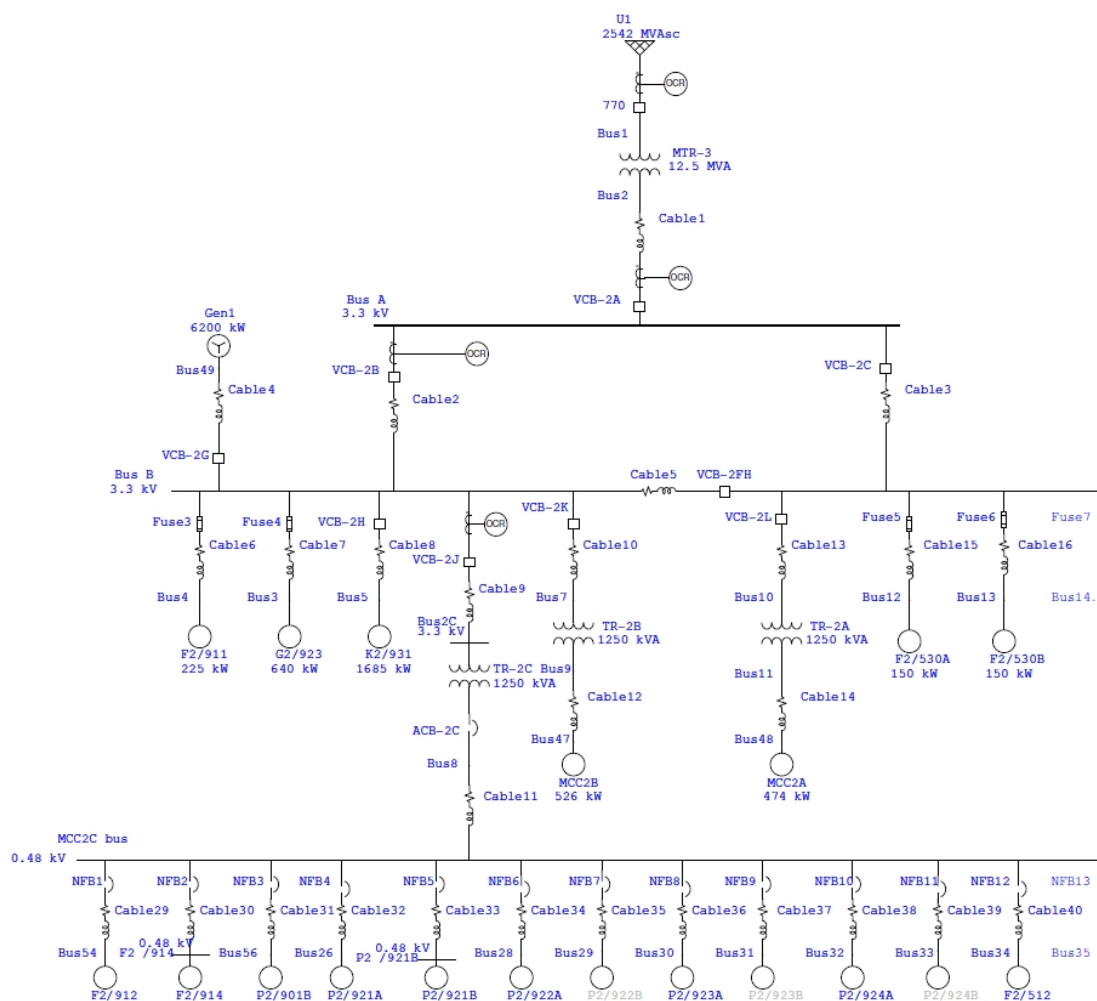 U1
2542 MVAsc
OCR
770
Bus1
MTR-3
12.5 MVA
Bus2
Cable1
OCR
VCB-2A
Bus A
3.3 kV
Gen1
6200 kW
Bus49
Cable4
VCB-2G
VCB-2B
OCR
Cable2
VCB-2C
Cable3
Bus B
3.3 kV
Cable5
VCB-2FH
Fuse3
Fuse4
VCB-2H
OCR
VCB-2K
VCB-2L
Fuse5
Fuse6
Fuse7
Cable6
Cable7
Cable8
VCB-2J
Cable10
Cable13
Cable15
Cable16
Cable9
Bus4
Bus3
Bus5
Bus2C
3.3 kV
Bus7
Bus10
Bus12
Bus13
Bus14.
F2/911
225 kW
G2/923
640 kW
K2/931
1685 kW
TR-2C Bus9
1250 kVA
TR-2B
1250 kVA
TR-2A
1250 kVA
F2/530A
150 kW
F2/530B
150 kW
Bus11
Cable12
Cable14
ACB-2C
Bus47
Bus48
Bus8
MCC2B
526 kW
MCC2A
474 kW
Cable11
MCC2C bus
0.48 kV
NFB1
NFB2
NFB3
NFB4
NFB5
NFB6
NFB7
NFB8
NFB9
NFB10
NFB11
NFB12
NFB13
Cable29
Cable30
Cable31
Cable32
Cable33
Cable34
Cable35
Cable36
Cable37
Cable38
Cable39
Cable40
Bus54
0.48 kV
F2 /914
Bus56
Bus26
0.48 kV
P2 /921B
Bus28
Bus29
Bus30
Bus31
Bus32
Bus33
Bus34
Bus35
F2/912
F2/914
P2/901B
P2/921A
P2/921B
P2/922A
P2/922B
P2/923A
P2/923B
P2/924A
P2/924B
F2/512